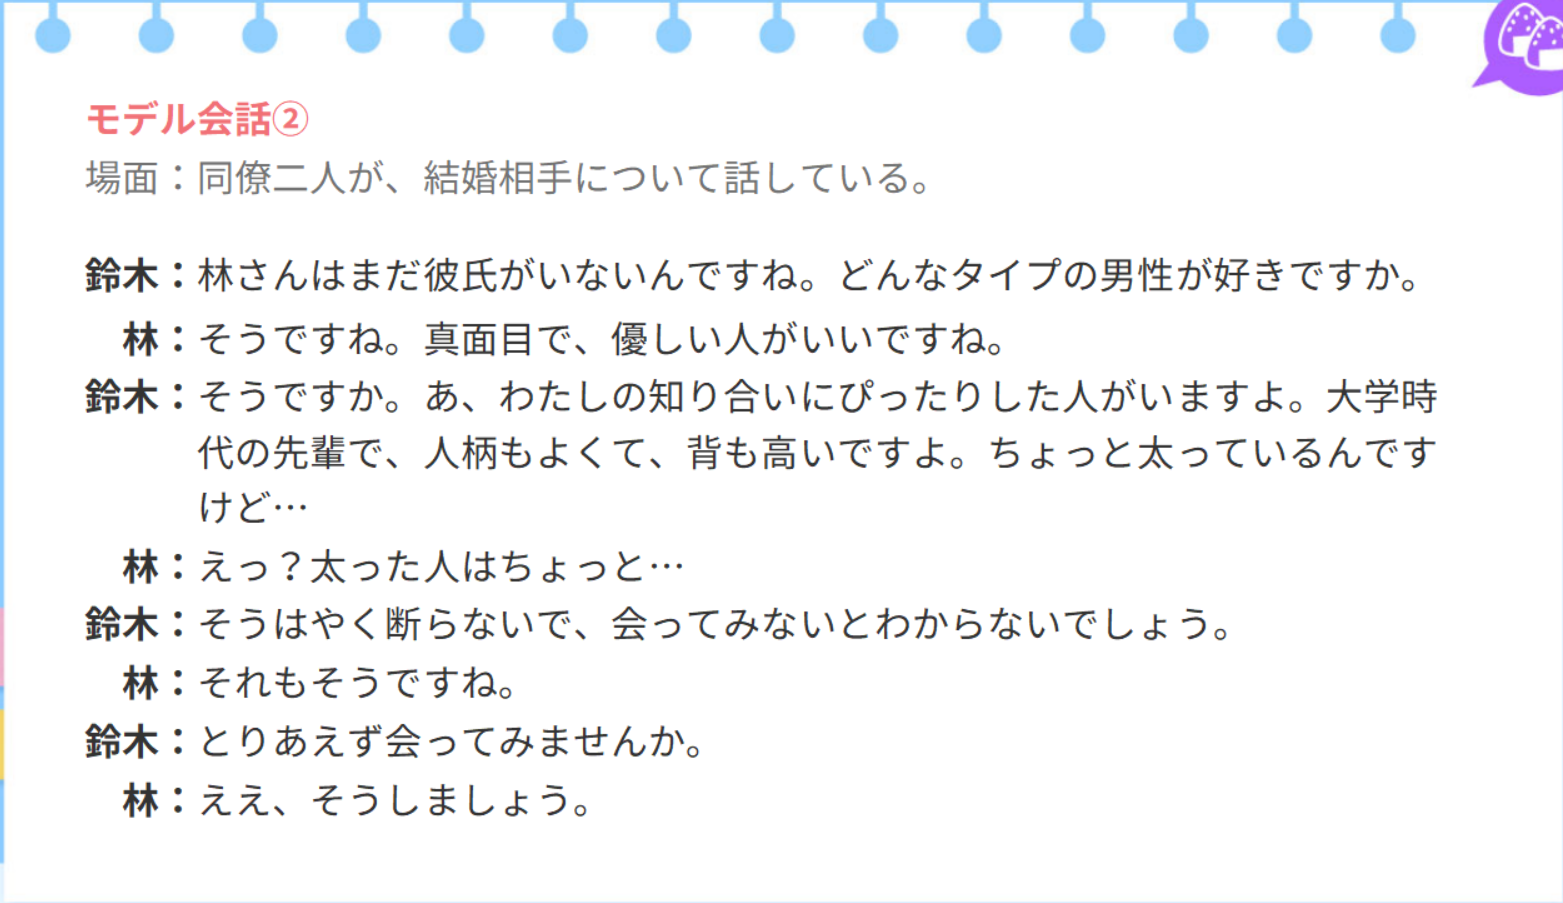 モデル会話②
場面：同僚二人が、結婚相手について話している。
鈴木：林さんはまだ彼氏がいないんですね。どんなタイプの男性が好きですか。
林：そうですね。真面目で、優しい人がいいですね。
鈴木：そうですか。あ、わたしの知り合いにぴったりした人がいますよ。大学時
代の先輩で、人柄もよくて、背も高いですよ。ちょっと太っているんです
けど…
林：えっ？太った人はちょっと…
鈴木：そうはやく断らないで、会ってみないとわからないでしょう。
林：それもそうですね。
鈴木：とりあえず会ってみませんか。
林：ええ、そうしましょう。